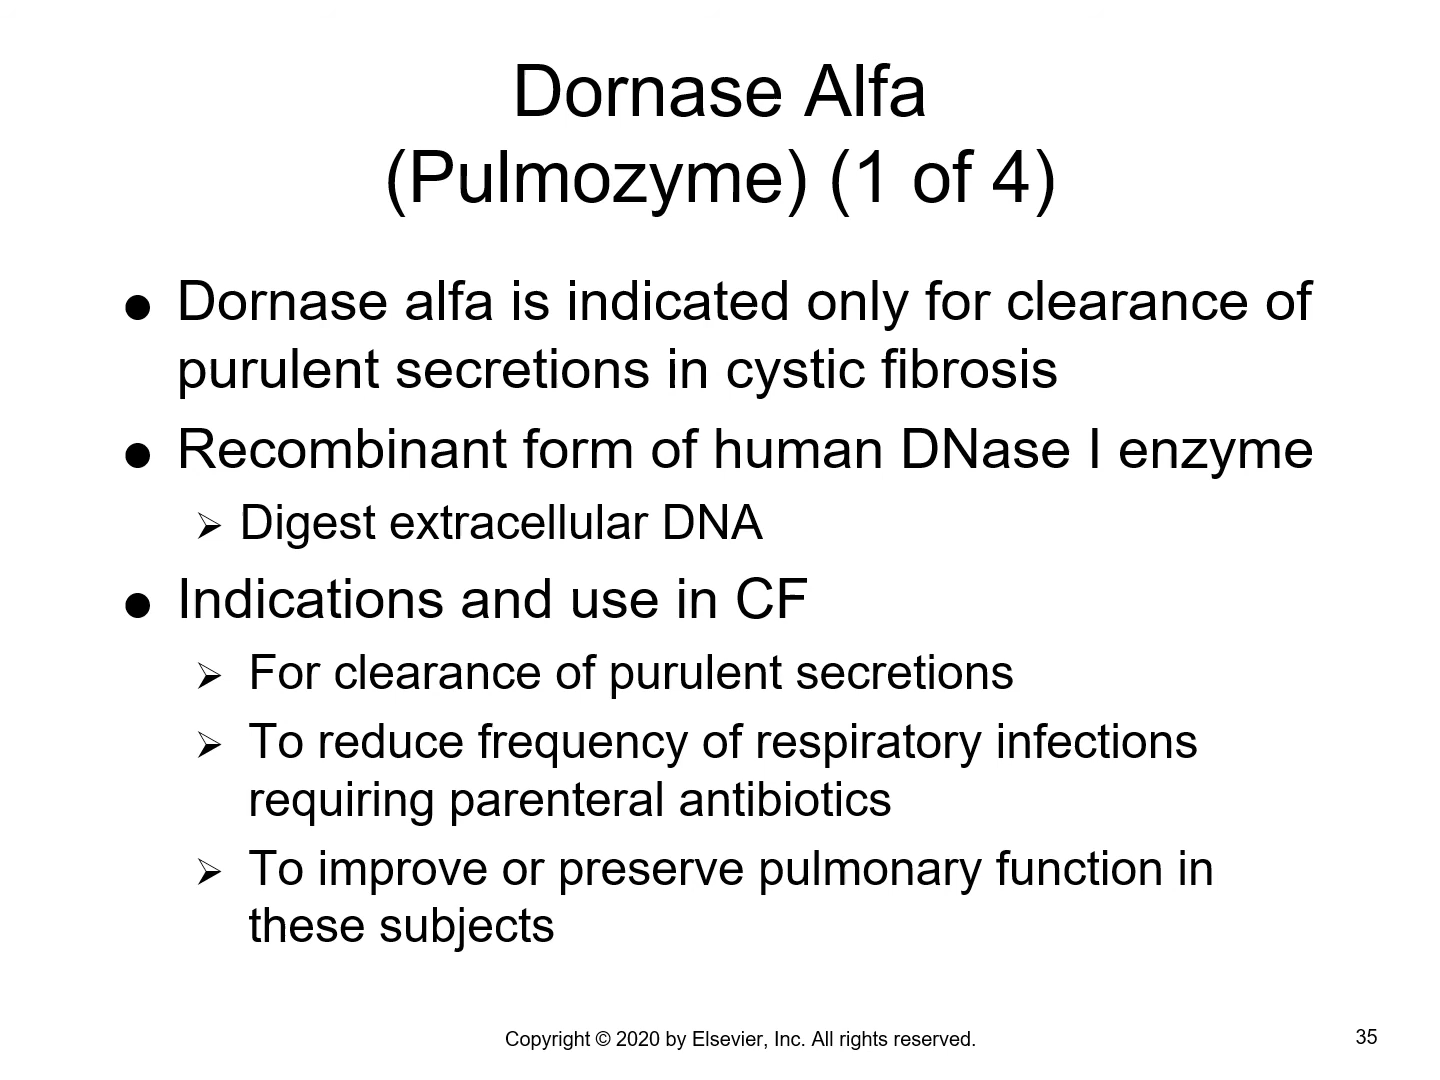 Dornase Alfa
(Pulmozyme) (1 of 4)
● Dornase alfa is indicated only for clearance of
purulent secretions in cystic fibrosis
● Recombinant form of human DNase I enzyme
➢ Digest extracellular DNA
● Indications and use in CF
➢ For clearance of purulent secretions
➢ To reduce frequency of respiratory infections
requiring parenteral antibiotics
➢ To improve or preserve pulmonary function in
these subjects
Copyright © 2020 by Elsevier, Inc. All rights reserved.
35